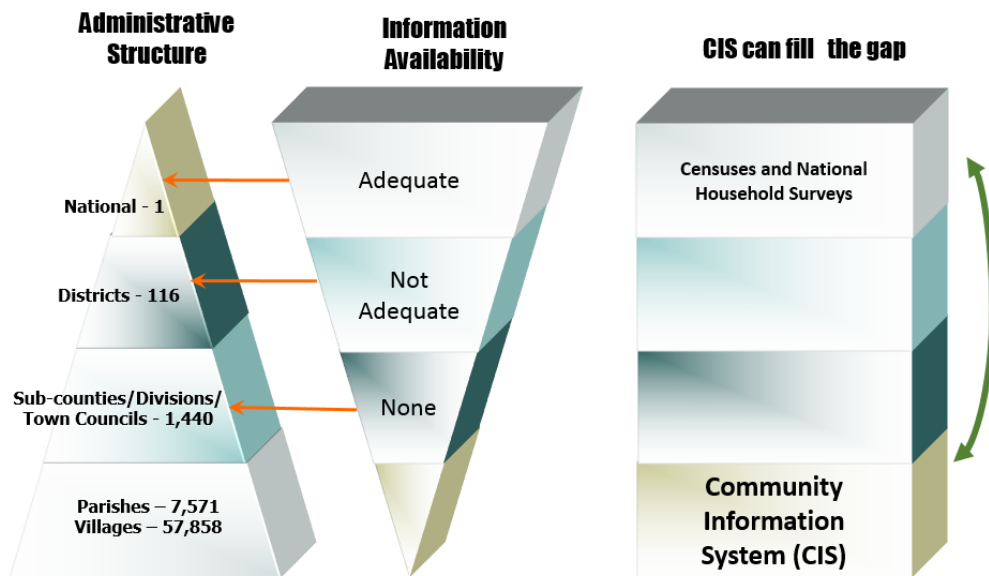 Administrative
Structure
National - 1
Districts - 116
Sub-counties/Divisions/
Town Councils - 1,440
Parishes – 7,571
Villages – 57,858
Information
Availability
Adequate
Not
Adequate
None
CIS can fill the gap
Censuses and National
Household Surveys
Community
Information
System (CIS)